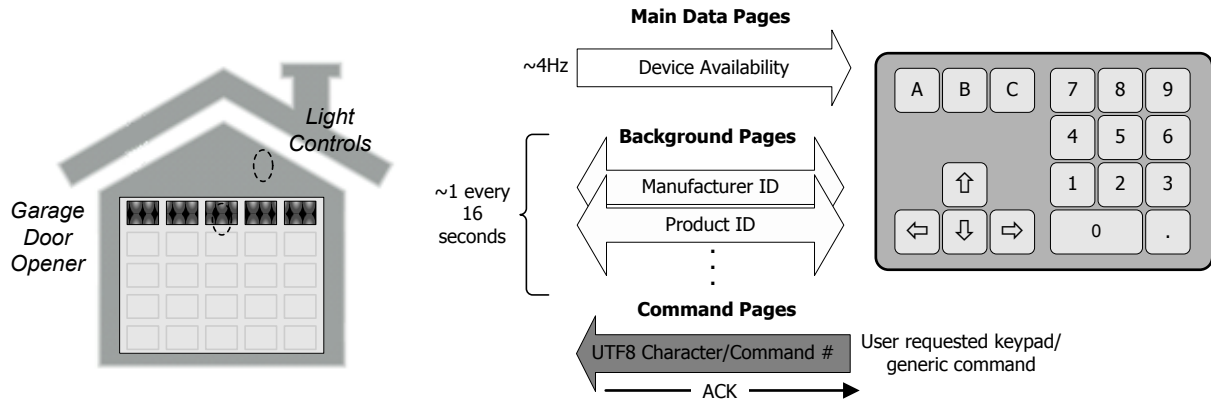 Light
Controls
Garage
Door
Opener
Main Data Pages
~4Hz
Device Availability
Background Pages
~1 every
16
seconds
Manufacturer ID
Product ID
.
.
.
Command Pages
UTF8 Character/Command #
ACK
User requested keypad/
generic command
A B C 7 8 9
4 5 6
⇧ 1 2 3
⇦ ⇩ ⇨ 0 .